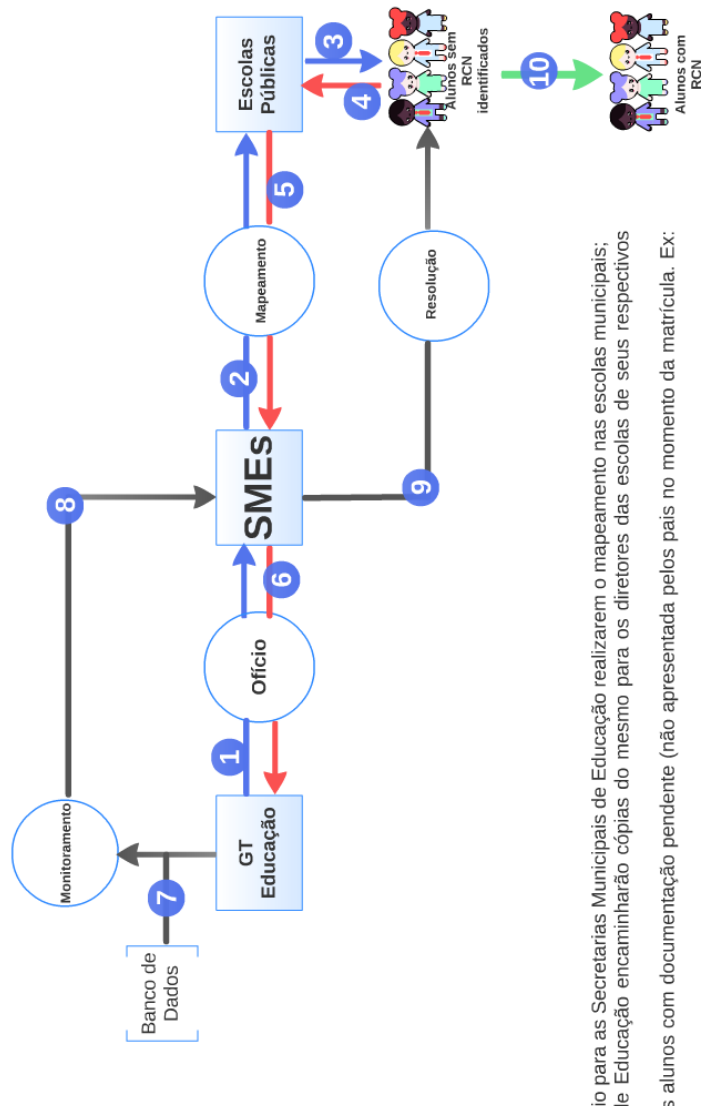 Banco de
Dados
7
Monitoramento
8
GT
Educação
1
Ofício
6
SMEs
2
Mapeamento
5
Escolas
Públicas
3
4
Alunos sem
RCN
identificados
9
Resolução
10
Alunos com
RCN
para as Secretarias Municipais de Educação realizarem o mapeamento nas escolas municipais;
Educação encaminharão cópias do mesmo para os diretores das escolas de seus respectivos
alunos com documentação pendente (não apresentada pelos pais no momento da matrícula. Ex: